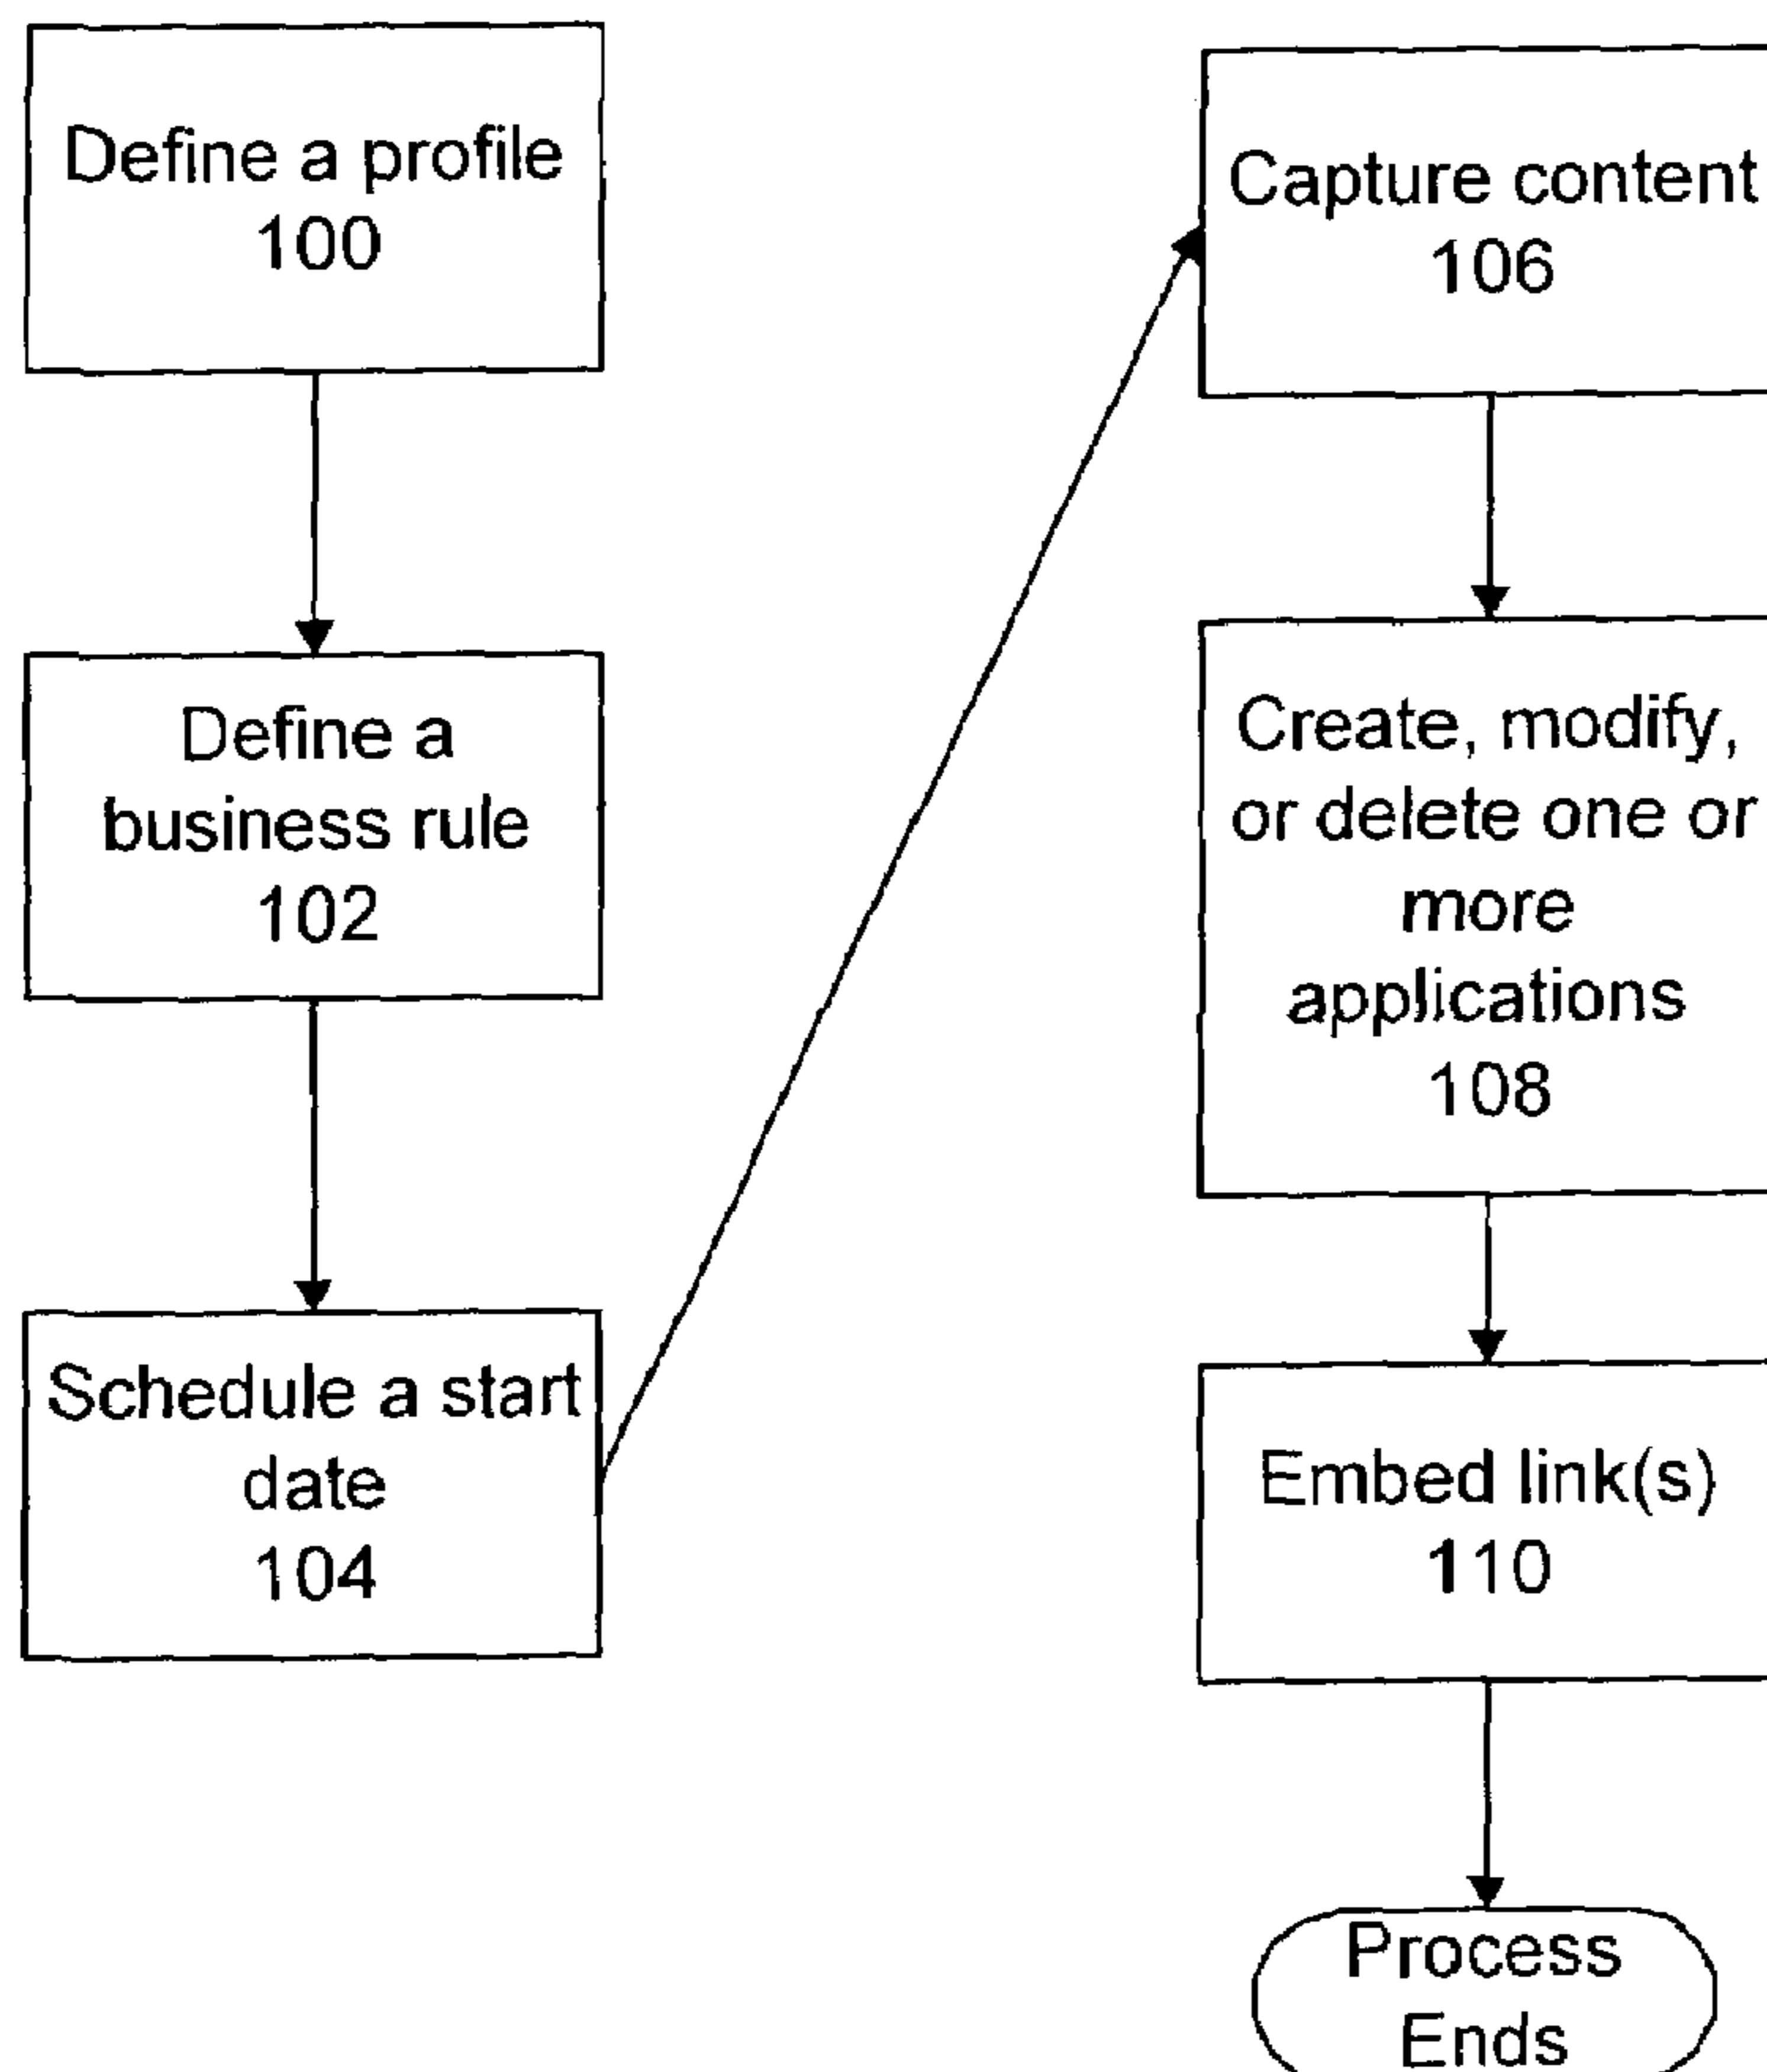 Define a profile
100
Define a
business rule
102
Schedule a start
date
104
Capture content
106
Create, modify,
or delete one or
more
applications
108
Embed link(s)
110
Process
Ends